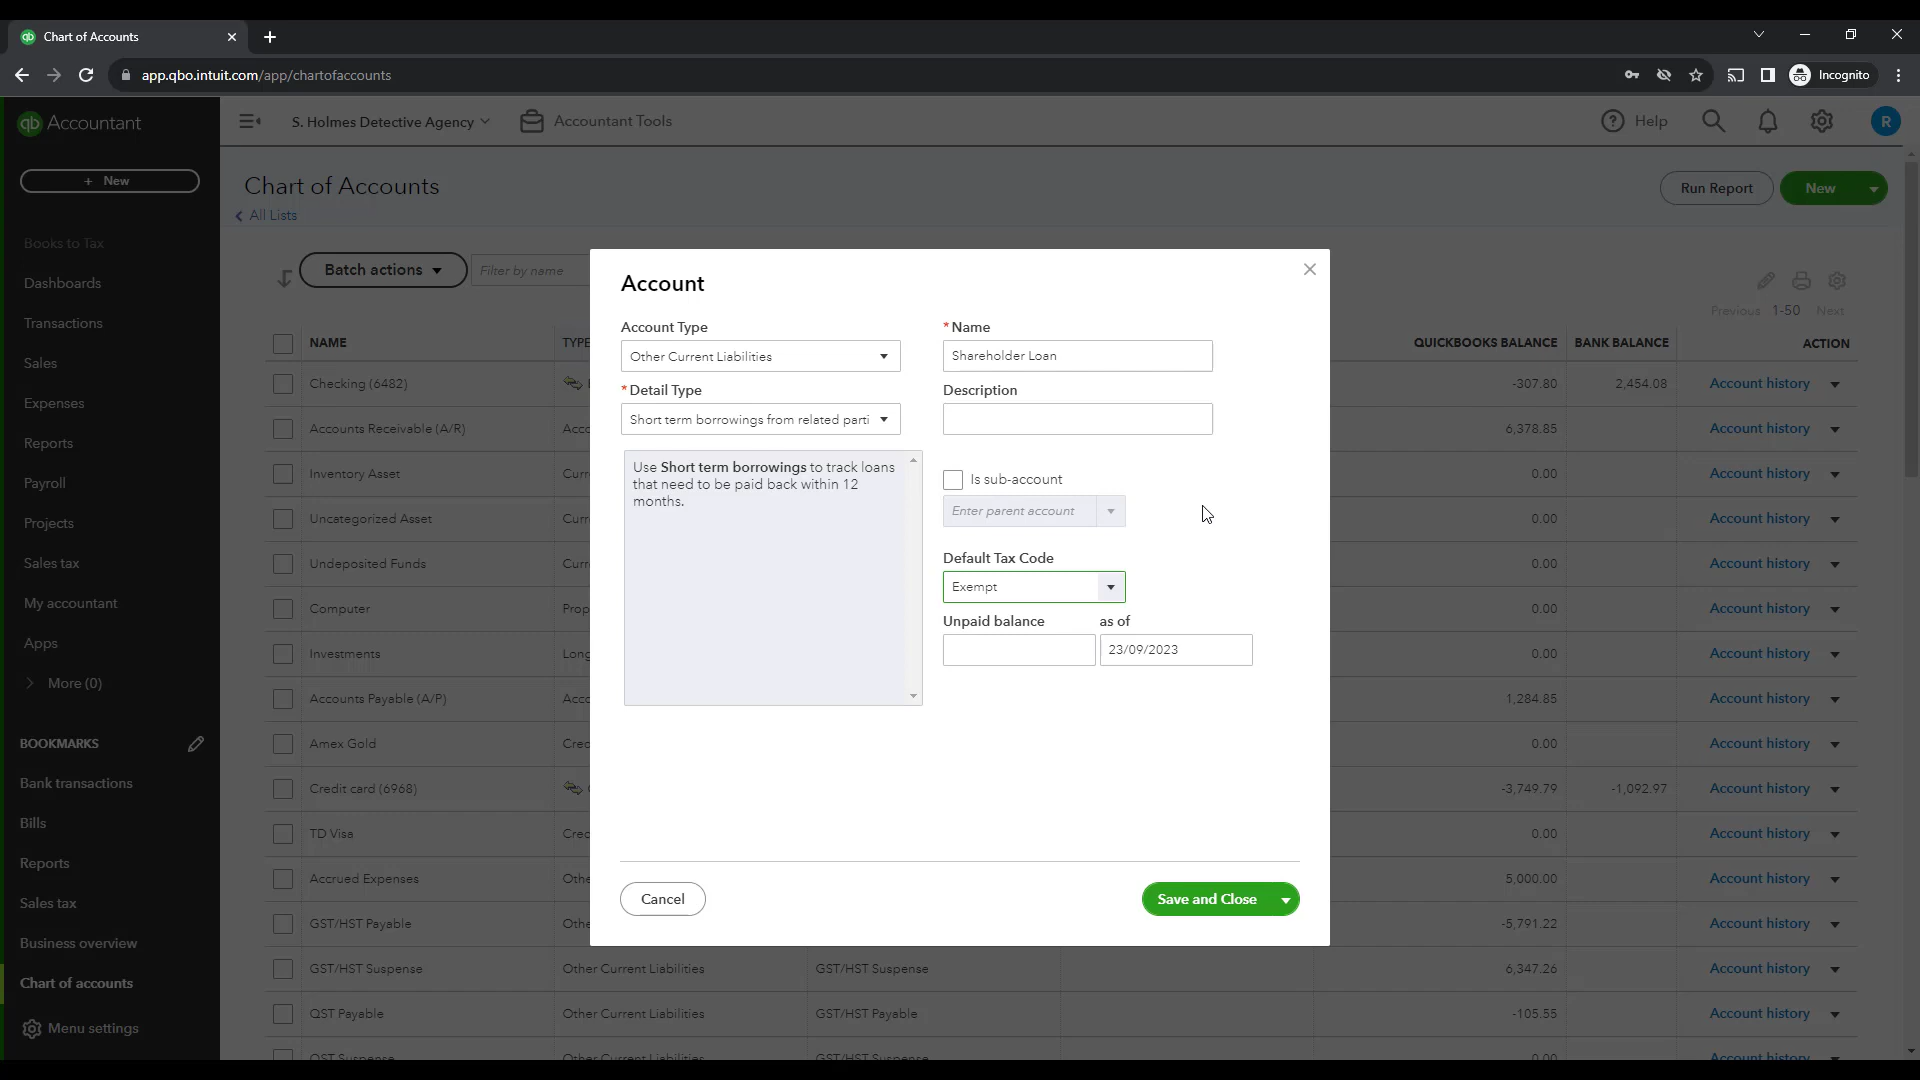 Chart of Accounts
app.qbo.intuit.com/app/chartofaccounts
Incognito
qb Accountant
S. Holmes Detective Agency
Accountant Tools
Help
R
+ New
Chart of Accounts
All Lists
Run Report
New
Books to Tax
Dashboards
Transactions
Sales
Expenses
Reports
Payroll
Projects
Sales tax
My accountant
Apps
More (0)
BOOKMARKS
Bank transactions
Bills
Reports
Sales tax
Business overview
Chart of accounts
Menu settings
Batch actions
Filter by name
Previous 1-50 Next
NAME TYPE QUICKBOOKS BALANCE BANK BALANCE ACTION
Checking (6482) -307.80 2,454.08 Account history
Accounts Receivable (A/R) Acco 6,378.85 Account history
Inventory Asset Curr 0.00 Account history
Uncategorized Asset Curr 0.00 Account history
Undeposited Funds Curr 0.00 Account history
Computer Prop 0.00 Account history
Investments Long 0.00 Account history
Accounts Payable (A/P) Acco 1,284.85 Account history
Amex Gold Cred 0.00 Account history
Credit card (6968) -3,749.79 -1,092.97 Account history
TD Visa Cred 0.00 Account history
Accrued Expenses Othe 5,000.00 Account history
GST/HST Payable Othe -5,791.22 Account history
GST/HST Suspense Other Current Liabilities GST/HST Suspense 6,347.26 Account history
QST Payable Other Current Liabilities GST/HST Payable -105.55 Account history
QST Suspense Other Current Liabilities GST/HST Suspense 0.00 Account history
Account
Account Type
Other Current Liabilities
* Detail Type
Short term borrowings from related parti
Use Short term borrowings to track loans
that need to be paid back within 12
months.
* Name
Shareholder Loan
Description
Is sub-account
Enter parent account
Default Tax Code
Exempt
Unpaid balance as of
23/09/2023
Cancel
Save and Close